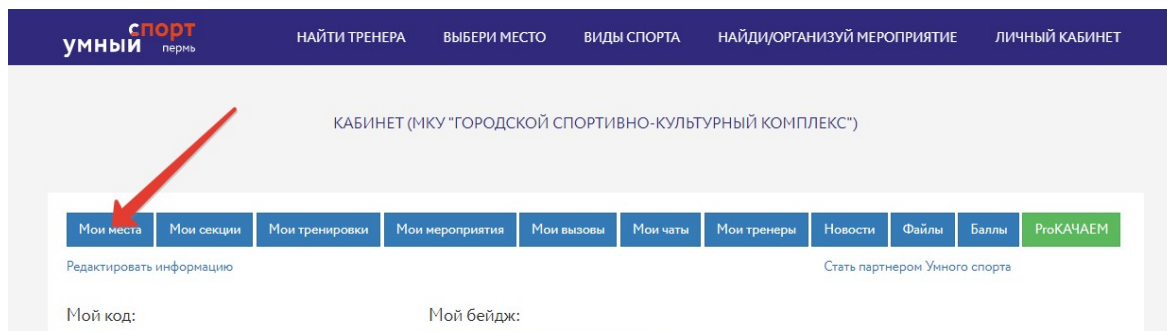 умный спорт пермь
НАЙТИ ТРЕНЕРА ВЫБЕРИ МЕСТО ВИДЫ СПОРТА НАЙДИ/ОРГАНИЗУЙ МЕРОПРИЯТИЕ ЛИЧНЫЙ КАБИНЕТ
КАБИНЕТ (МКУ "ГОРОДСКОЙ СПОРТИВНО-КУЛЬТУРНЫЙ КОМПЛЕКС")
Мои места Мои секции Мои тренировки Мои мероприятия Мои вызовы Мои чаты Мои тренеры Новости Файлы Баллы ProКАЧАЕМ
Редактировать информацию Стать партнером Умного спорта
Мой код: Мой бейдж: